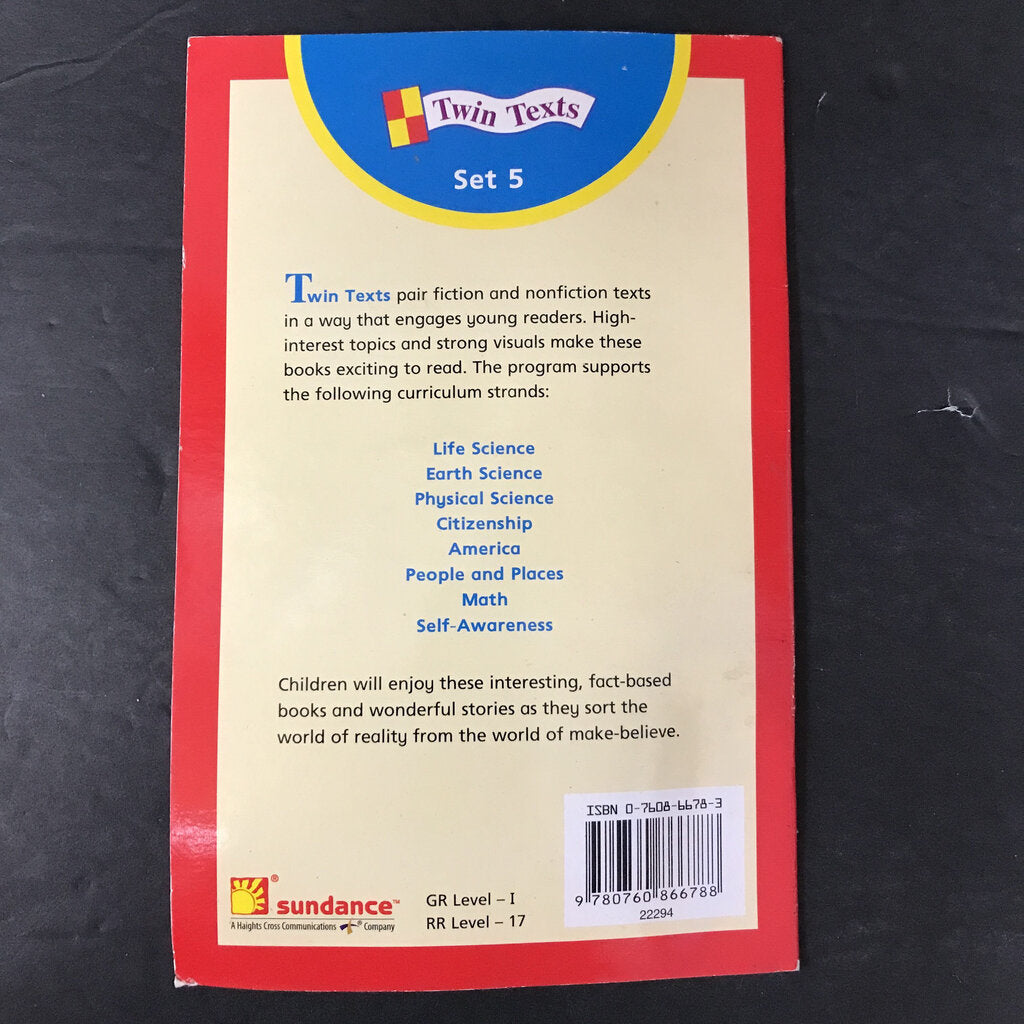 Twin Texts
Set 5
Twin Texts pair fiction and nonfiction texts
in a way that engages young readers. High-
interest topics and strong visuals make these
books exciting to read. The program supports
the following curriculum strands:
Life Science
Earth Science
Physical Science
Citizenship
America
People and Places
Math
Self-Awareness
Children will enjoy these interesting, fact-based
books and wonderful stories as they sort the
world of reality from the world of make-believe.
ISBN 0-7608-6678-3
9 780760 866788
22294
sundance™
®
A Haights Cross Communications ® Company
GR Level – I
RR Level – 17